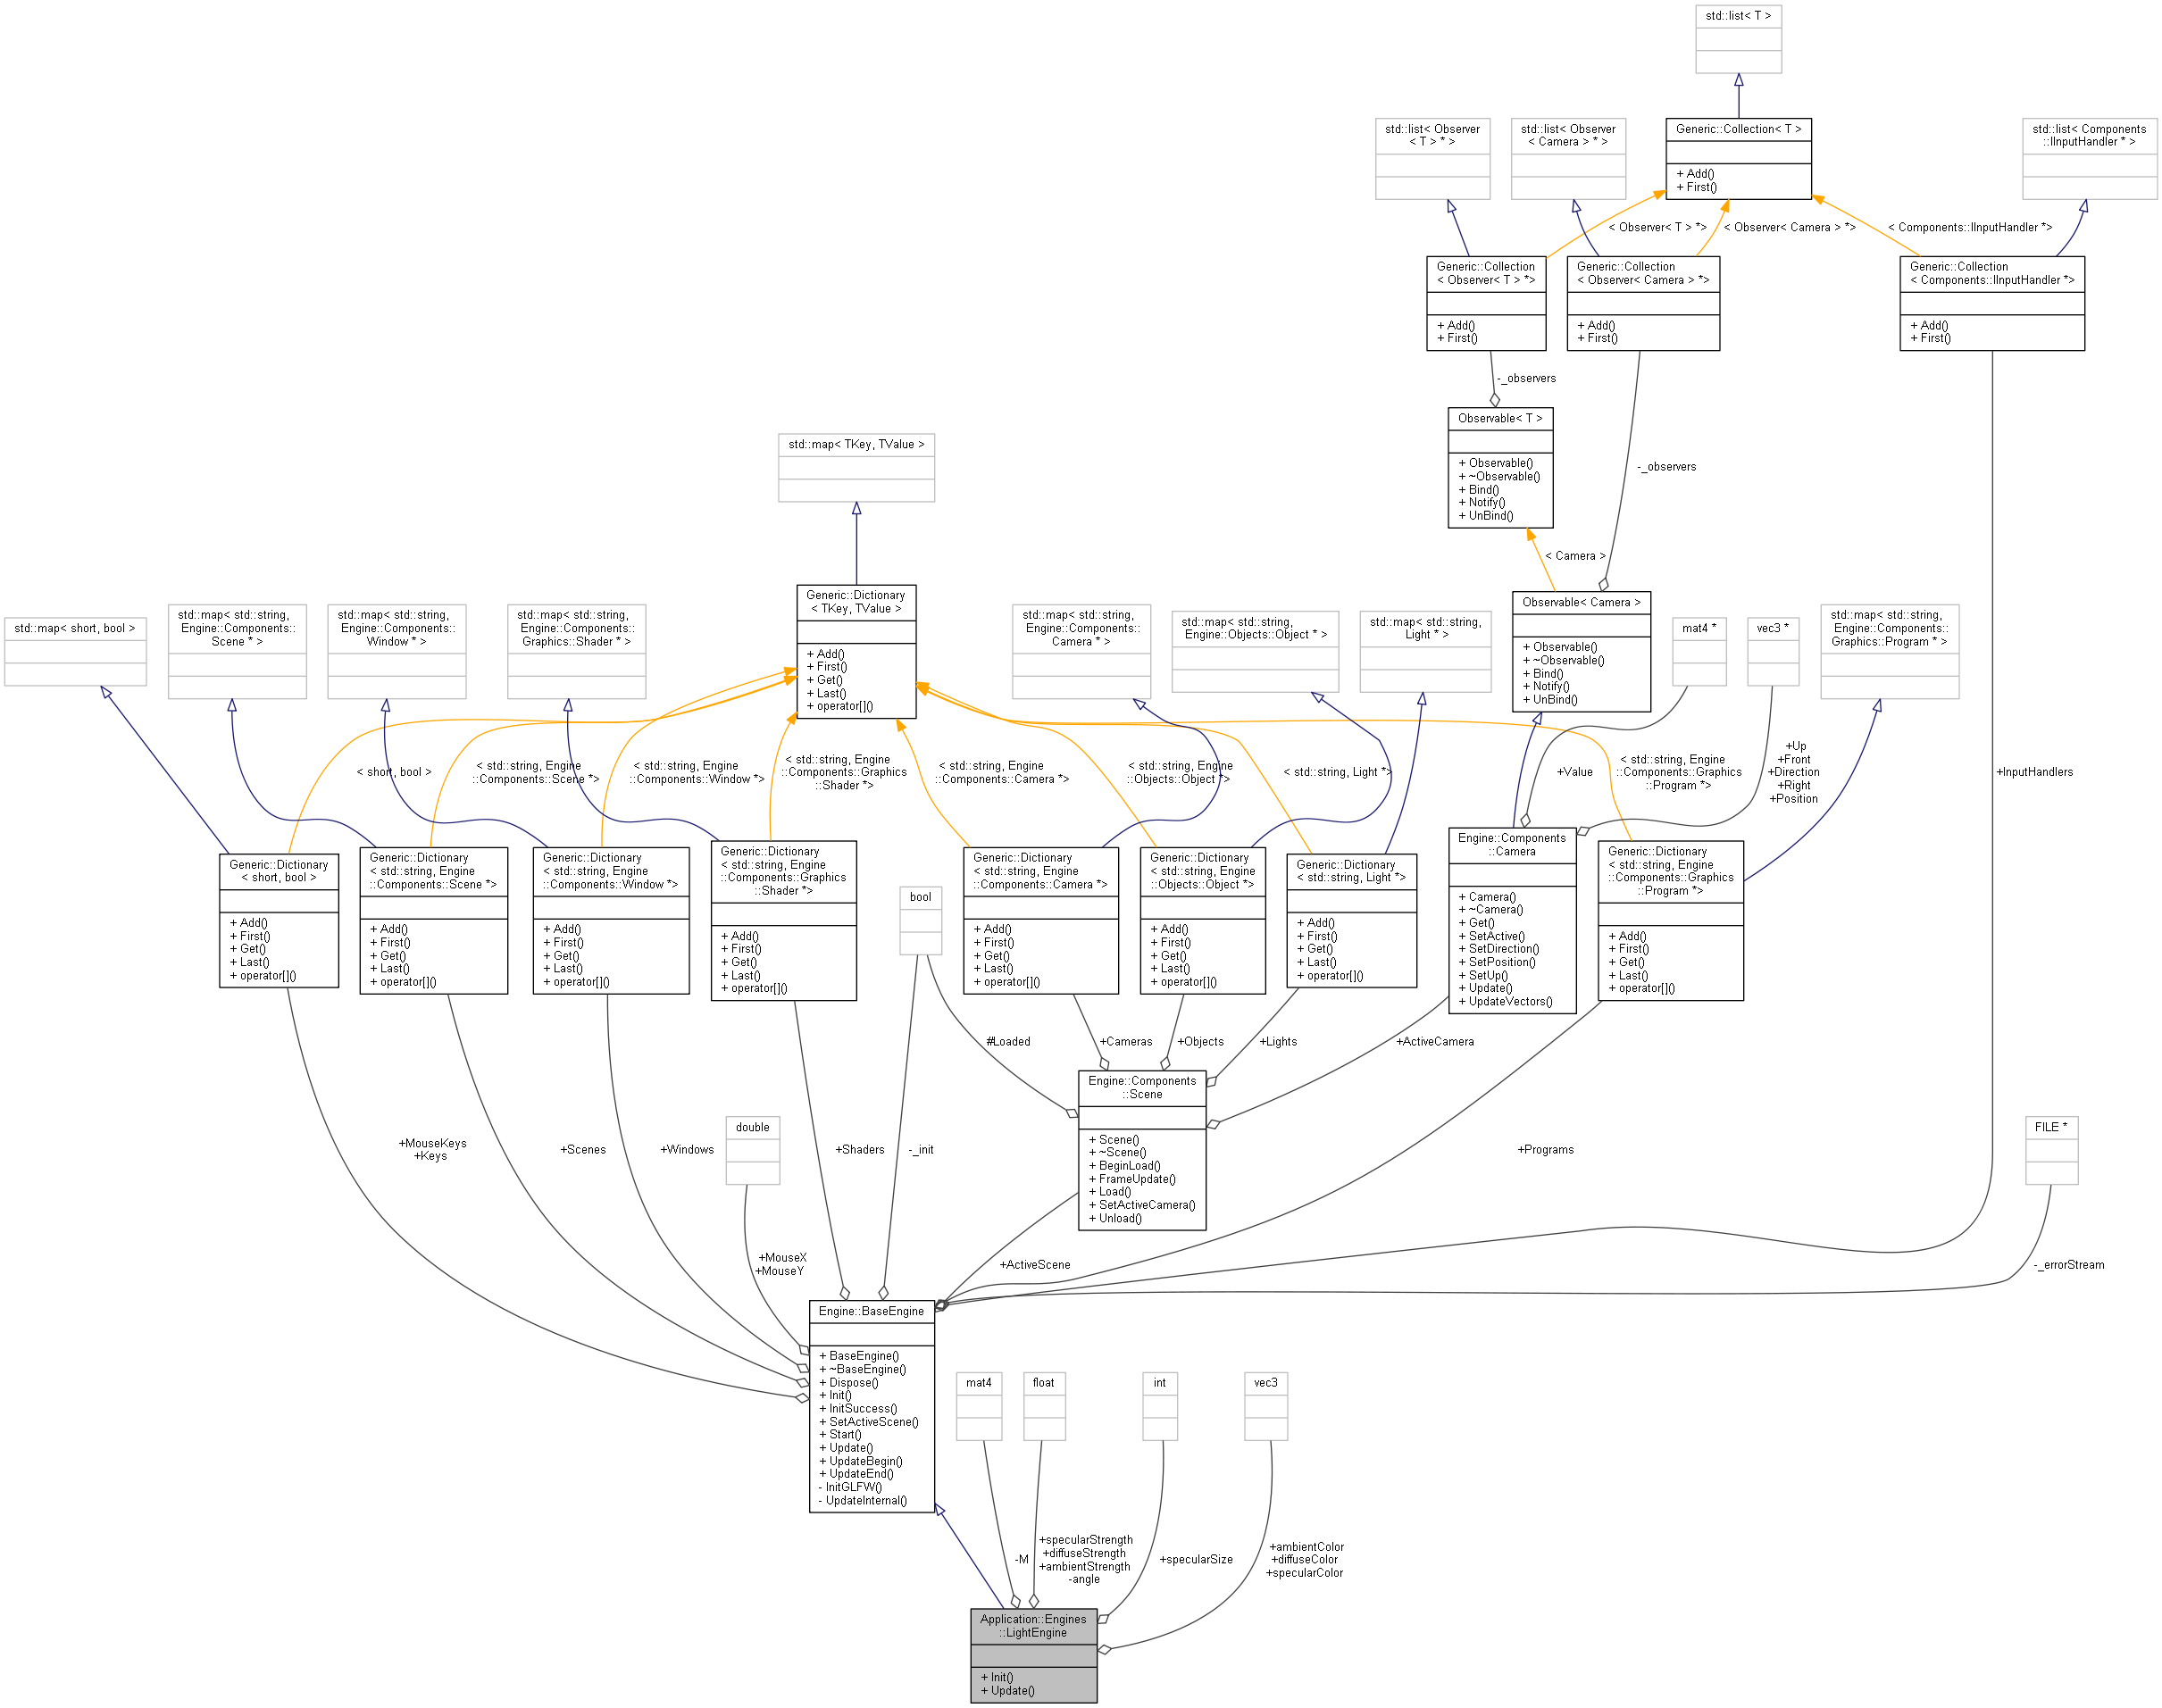 std::list< T >
std::list< Observer
< T > * >
std::list< Observer
< Camera > * >
Generic::Collection< T >
+ Add()
+ First()
std::list< Components
::IInputHandler * >
< Observer< T > *>
< Observer< Camera > *>
< Components::IInputHandler *>
Generic::Collection
< Observer< T > *>
+ Add()
+ First()
Generic::Collection
< Observer< Camera > *>
+ Add()
+ First()
Generic::Collection
< Components::IInputHandler *>
+ Add()
+ First()
-_observers
Observable< T >
+ Observable()
+ ~Observable()
+ Bind()
+ Notify()
+ UnBind()
-_observers
std::map< TKey, TValue >
< Camera >
Generic::Dictionary
< TKey, TValue >
+ Add()
+ First()
+ Get()
+ Last()
+ operator[]()
Observable< Camera >
+ Observable()
+ ~Observable()
+ Bind()
+ Notify()
+ UnBind()
std::map< short, bool >
std::map< std::string,
Engine::Components::
Scene * >
std::map< std::string,
Engine::Components::
Window * >
std::map< std::string,
Engine::Components::
Graphics::Shader * >
std::map< std::string,
Engine::Components::
Camera * >
std::map< std::string,
Engine::Objects::Object * >
std::map< std::string,
Light * >
mat4 *
vec3 *
std::map< std::string,
Engine::Components::
Graphics::Program * >
< short, bool >
< std::string, Engine
::Components::Scene *>
< std::string, Engine
::Components::Window *>
< std::string, Engine
::Components::Graphics
::Shader *>
< std::string, Engine
::Components::Camera *>
< std::string, Engine
::Objects::Object *>
< std::string, Light *>
+Value
< std::string, Engine
::Components::Graphics
::Program *>
+Up
+Front
+Direction
+Right
+Position
+InputHandlers
Generic::Dictionary
< short, bool >
+ Add()
+ First()
+ Get()
+ Last()
+ operator[]()
Generic::Dictionary
< std::string, Engine
::Components::Scene *>
+ Add()
+ First()
+ Get()
+ Last()
+ operator[]()
Generic::Dictionary
< std::string, Engine
::Components::Window *>
+ Add()
+ First()
+ Get()
+ Last()
+ operator[]()
Generic::Dictionary
< std::string, Engine
::Components::Graphics
::Shader *>
+ Add()
+ First()
+ Get()
+ Last()
+ operator[]()
bool
Generic::Dictionary
< std::string, Engine
::Components::Camera *>
+ Add()
+ First()
+ Get()
+ Last()
+ operator[]()
Generic::Dictionary
< std::string, Engine
::Objects::Object *>
+ Add()
+ First()
+ Get()
+ Last()
+ operator[]()
Generic::Dictionary
< std::string, Light *>
+ Add()
+ First()
+ Get()
+ Last()
+ operator[]()
Engine::Components
::Camera
+ Camera()
+ ~Camera()
+ Get()
+ SetActive()
+ SetDirection()
+ SetPosition()
+ SetUp()
+ Update()
+ UpdateVectors()
Generic::Dictionary
< std::string, Engine
::Components::Graphics
::Program *>
+ Add()
+ First()
+ Get()
+ Last()
+ operator[]()
#Loaded
+Cameras
+Objects
+Lights
+ActiveCamera
Engine::Components
::Scene
+ Scene()
+ ~Scene()
+ BeginLoad()
+ FrameUpdate()
+ Load()
+ SetActiveCamera()
+ Unload()
+MouseKeys
+Keys
+Scenes
+Windows
double
+Shaders
-_init
+Programs
FILE *
+MouseX
+MouseY
+ActiveScene
-_errorStream
Engine::BaseEngine
+ BaseEngine()
+ ~BaseEngine()
+ Dispose()
+ Init()
+ InitSuccess()
+ SetActiveScene()
+ Start()
+ Update()
+ UpdateBegin()
+ UpdateEnd()
- InitGLFW()
- UpdateInternal()
mat4
float
int
vec3
-M
+specularStrength
+diffuseStrength
+ambientStrength
-angle
+specularSize
+ambientColor
+diffuseColor
+specularColor
Application::Engines
::LightEngine
+ Init()
+ Update()